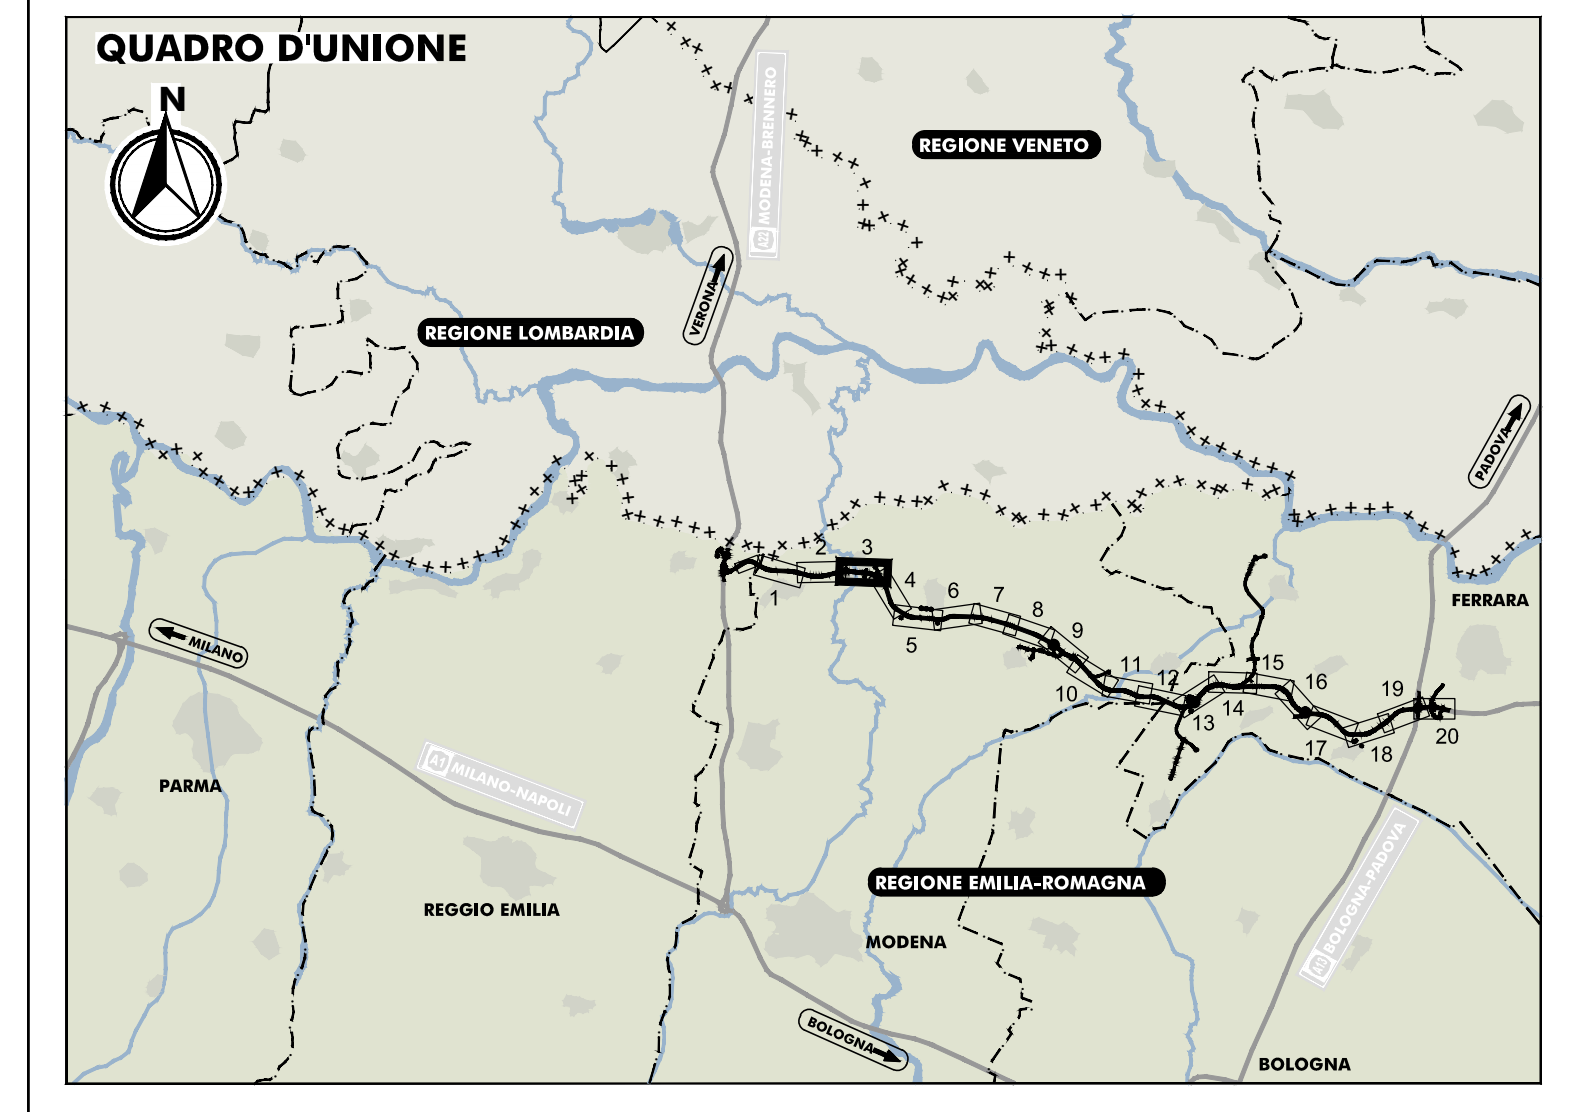 QUADRO D'UNIONE
N
A22 MODENA-BRENNERO
REGIONE VENETO
VERONA
REGIONE LOMBARDIA
PADOVA
MILANO
1
2
3
4
5
6
7
8
9
10
11
12
13
14
15
16
17
18
19
20
FERRARA
PARMA
A1 MILANO-NAPOLI
REGIONE EMILIA-ROMAGNA
REGGIO EMILIA
MODENA
A13 BOLOGNA-PADOVA
BOLOGNA
BOLOGNA